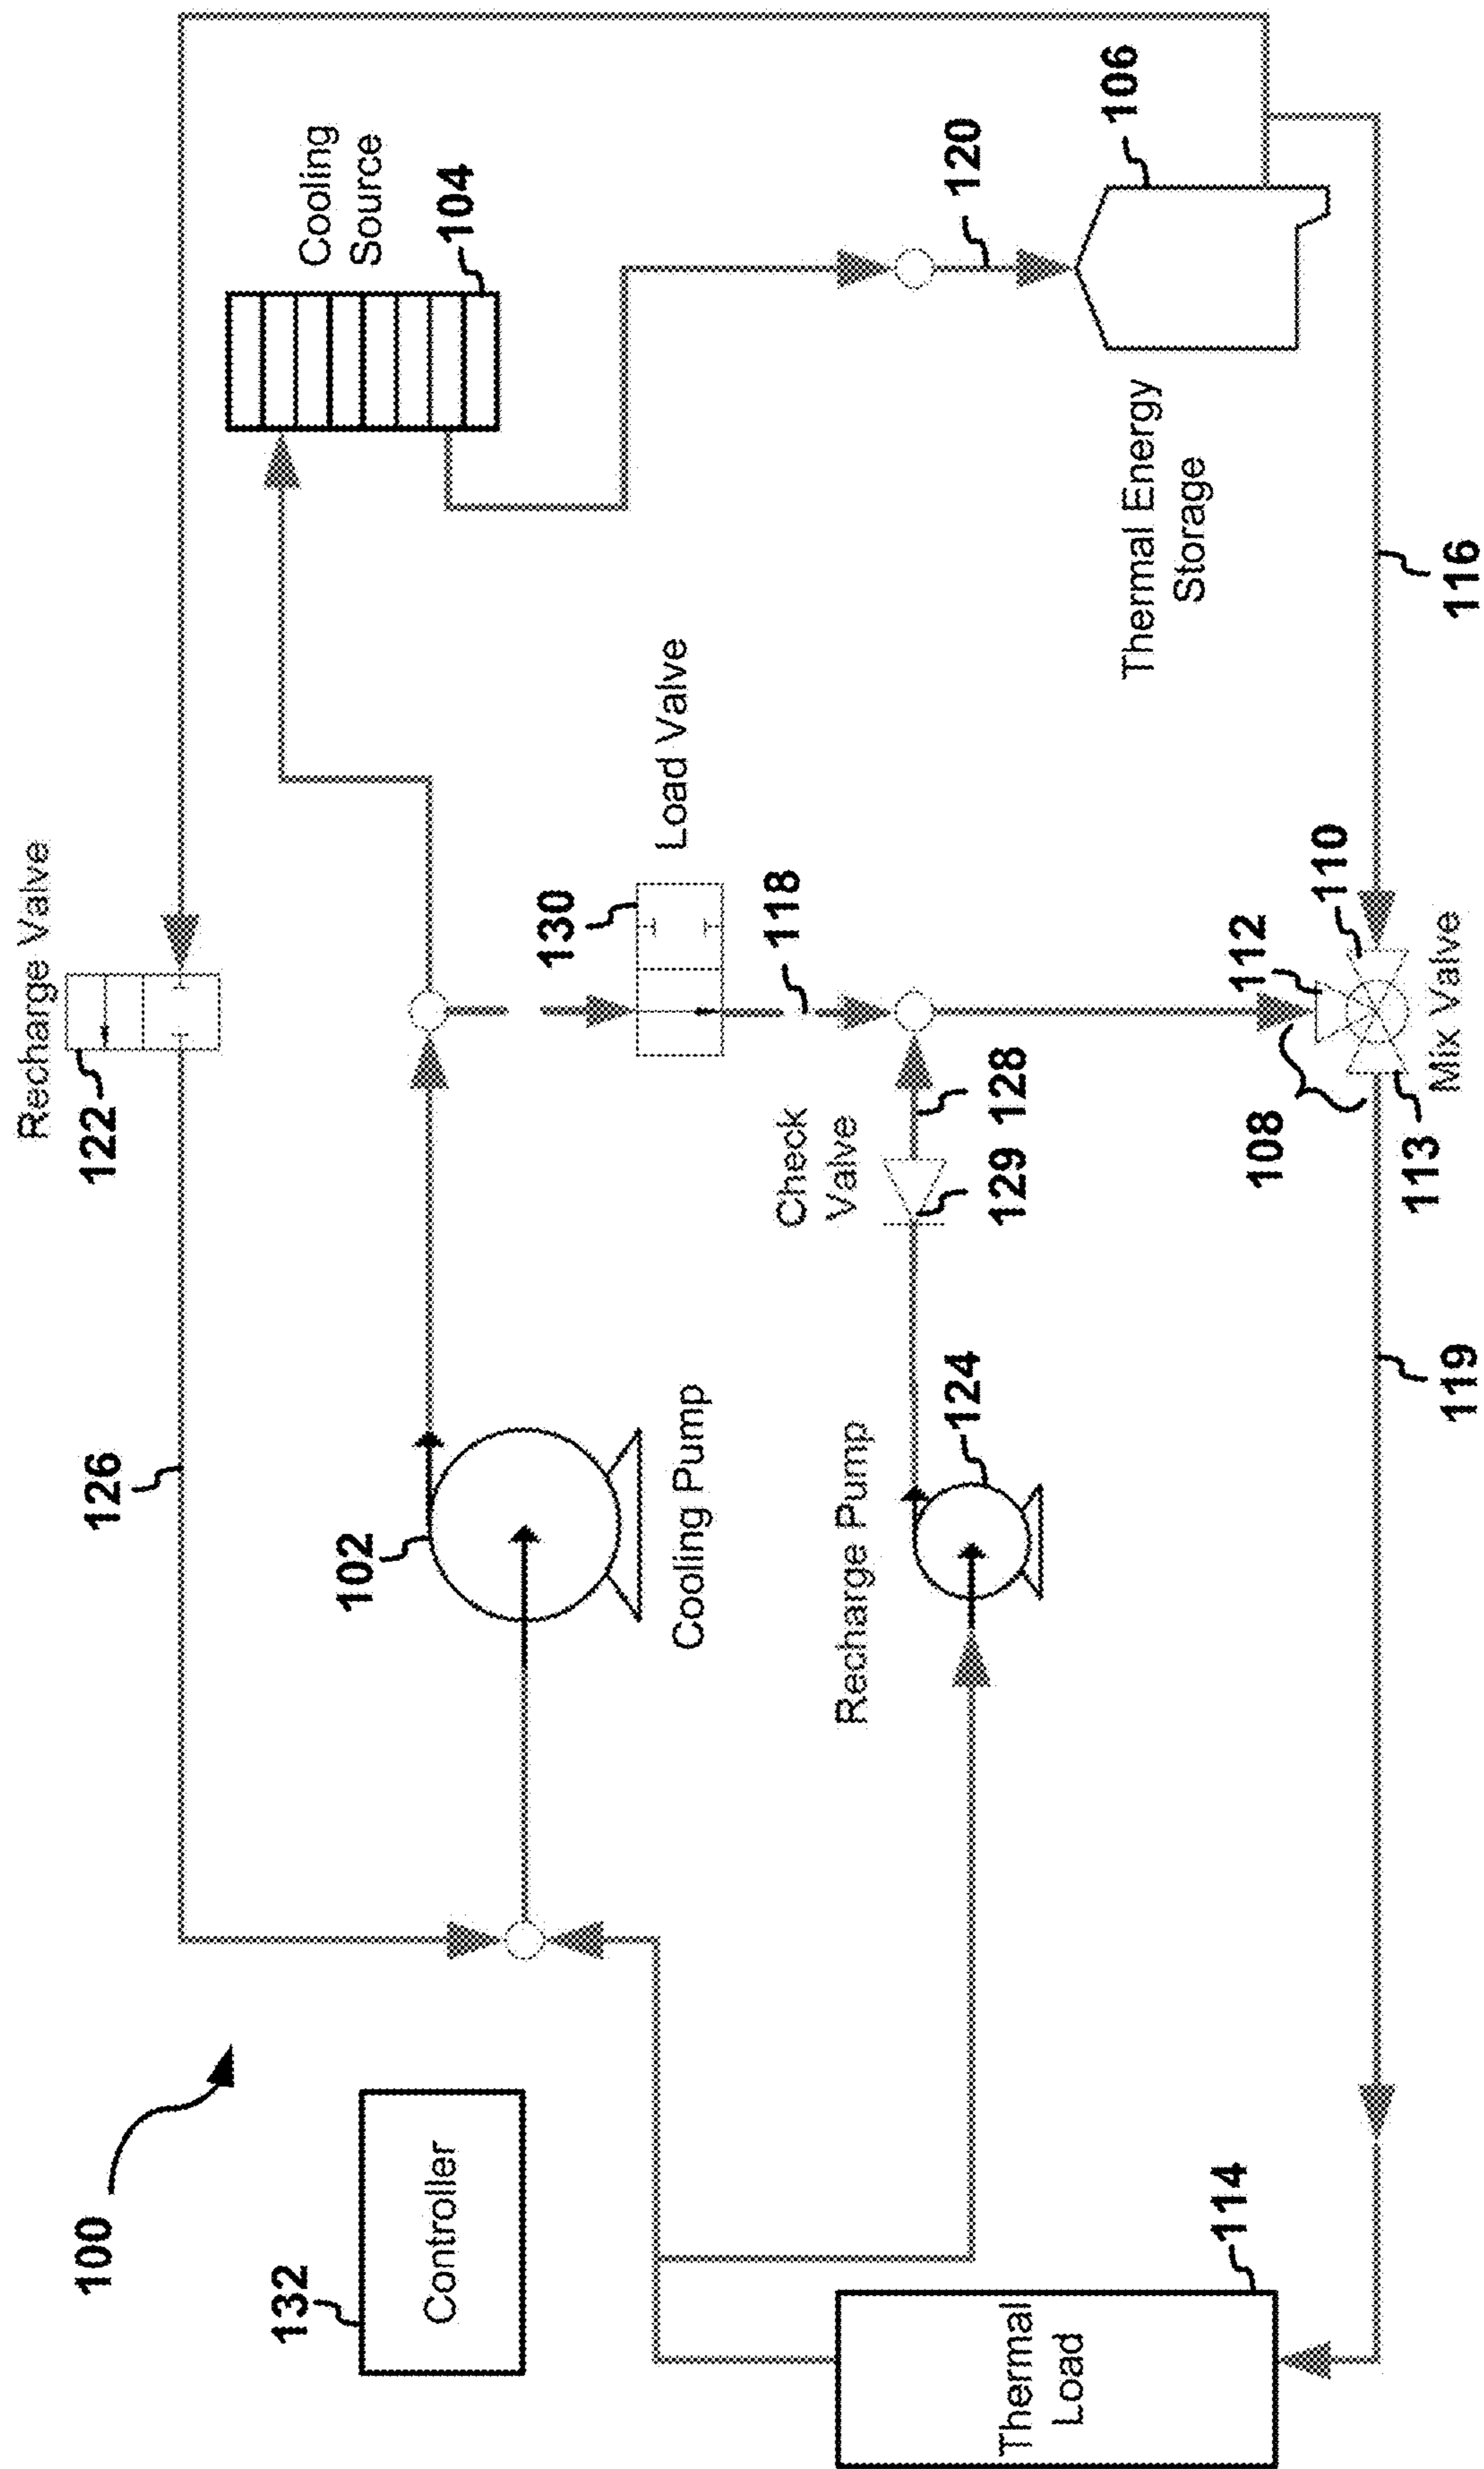 100
132
Controller
Thermal
Load
114
126
Recharge Valve
122
102
Cooling Pump
Recharge Pump
124
Check
Valve
129
128
130
Load Valve
118
Cooling
Source
104
120
106
Thermal Energy
Storage
116
110
112
108
113
Mix Valve
119